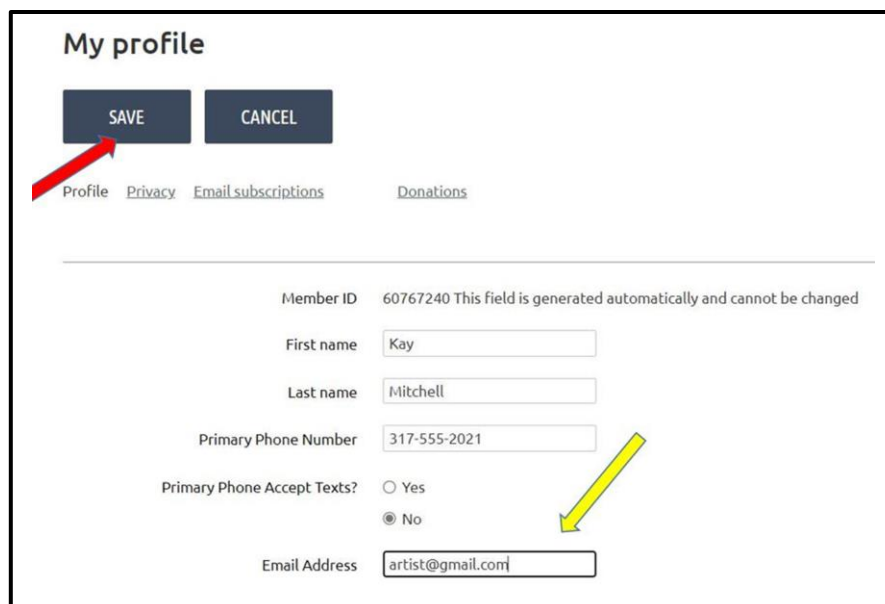 My profile
SAVE CANCEL
Profile Privacy Email subscriptions Donations
Member ID 60767240 This field is generated automatically and cannot be changed
First name Kay
Last name Mitchell
Primary Phone Number 317-555-2021
Primary Phone Accept Texts? Yes
No
Email Address artist@gmail.com